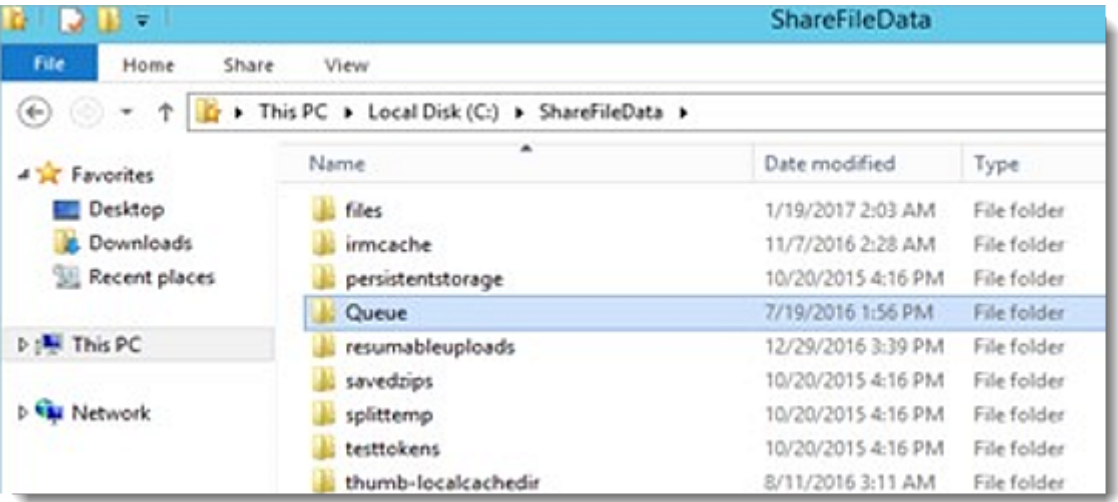 ShareFileData
File Home Share View
This PC Local Disk (C:) ShareFileData
Name Date modified Type
Favorites
Desktop
Downloads
Recent places
This PC
Network
files 1/19/2017 2:03 AM File folder
irmcache 11/7/2016 2:28 AM File folder
persistentstorage 10/20/2015 4:16 PM File folder
Queue 7/19/2016 1:56 PM File folder
resumableuploads 12/29/2016 3:39 PM File folder
savedzips 10/20/2015 4:16 PM File folder
splittemp 10/20/2015 4:16 PM File folder
testtokens 10/20/2015 4:16 PM File folder
thumb-localcachedir 8/11/2016 3:11 AM File folder